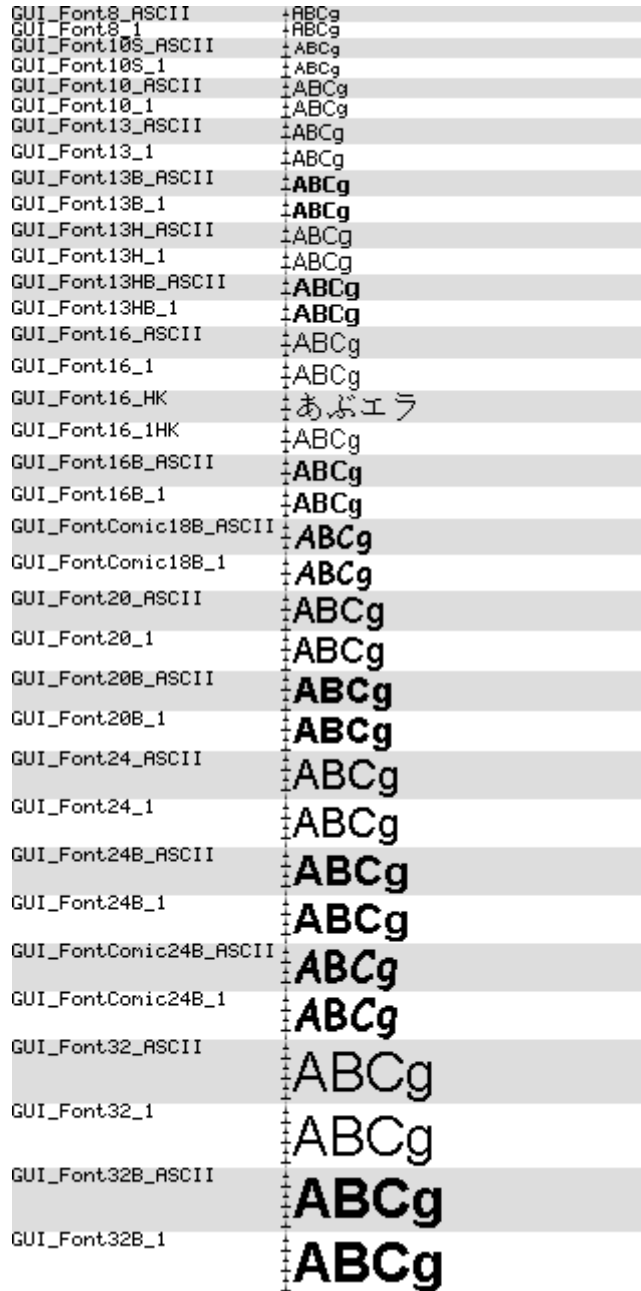 GUI_Font8_ASCII ABCg
GUI_Font8_1 ABCg
GUI_Font10S_ASCII ABCg
GUI_Font10S_1 ABCg
GUI_Font10_ASCII ABCg
GUI_Font10_1 ABCg
GUI_Font13_ASCII ABCg
GUI_Font13_1 ABCg
GUI_Font13B_ASCII ABCg
GUI_Font13B_1 ABCg
GUI_Font13H_ASCII ABCg
GUI_Font13H_1 ABCg
GUI_Font13HB_ASCII ABCg
GUI_Font13HB_1 ABCg
GUI_Font16_ASCII ABCg
GUI_Font16_1 ABCg
GUI_Font16_HK あぶエラ
GUI_Font16_1HK ABCg
GUI_Font16B_ASCII ABCg
GUI_Font16B_1 ABCg
GUI_FontComic18B_ASCII ABCg
GUI_FontComic18B_1 ABCg
GUI_Font20_ASCII ABCg
GUI_Font20_1 ABCg
GUI_Font20B_ASCII ABCg
GUI_Font20B_1 ABCg
GUI_Font24_ASCII ABCg
GUI_Font24_1 ABCg
GUI_Font24B_ASCII ABCg
GUI_Font24B_1 ABCg
GUI_FontComic24B_ASCII ABCg
GUI_FontComic24B_1 ABCg
GUI_Font32_ASCII ABCg
GUI_Font32_1 ABCg
GUI_Font32B_ASCII ABCg
GUI_Font32B_1 ABCg